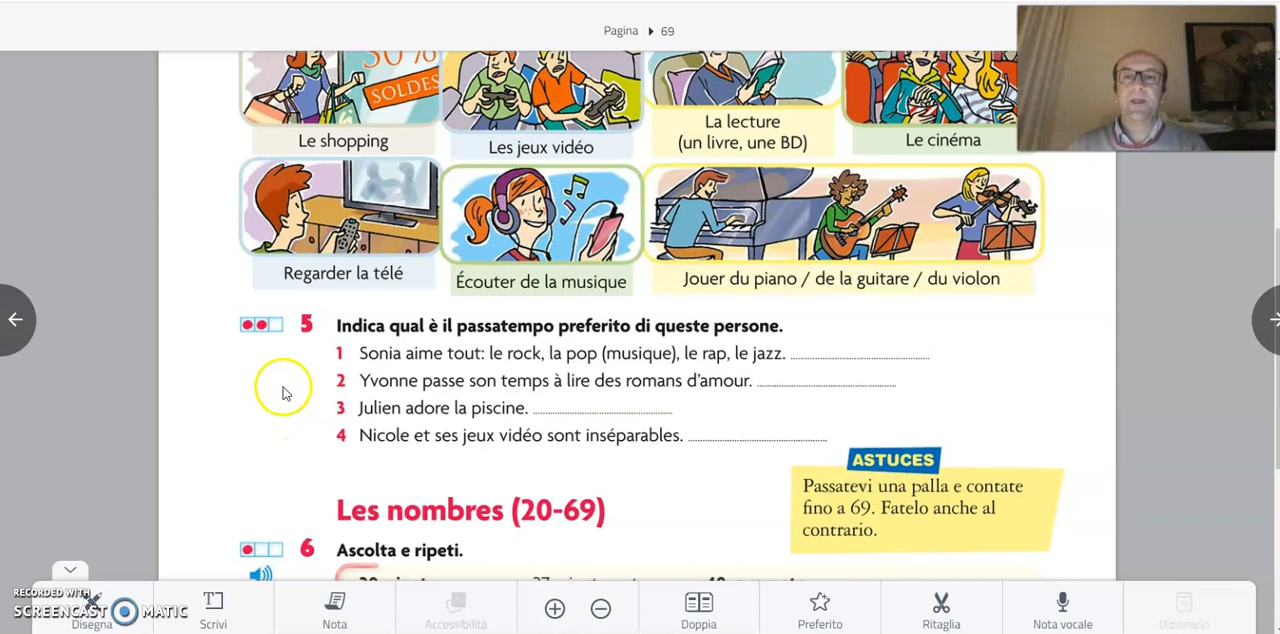 Pagina ▶ 69
50 %
SOLDES
Le shopping
Les jeux vidéo
La lecture
(un livre, une BD)
Le cinéma
Regarder la télé
Écouter de la musique
Jouer du piano / de la guitare / du violon
5 Indica qual è il passatempo preferito di queste persone.
1 Sonia aime tout: le rock, la pop (musique), le rap, le jazz.
2 Yvonne passe son temps à lire des romans d'amour.
3 Julien adore la piscine.
4 Nicole et ses jeux vidéo sont inséparables.
ASTUCES
Passatevi una palla e contate
fino a 69. Fatelo anche al
contrario.
Les nombres (20-69)
6 Ascolta e ripeti.
RECORDED WITH
SCREENCAST MATIC
Disegna
Scrivi
Nota
Accessibilità
Doppia
Preferito
Ritaglia
Nota vocale
Dizionario